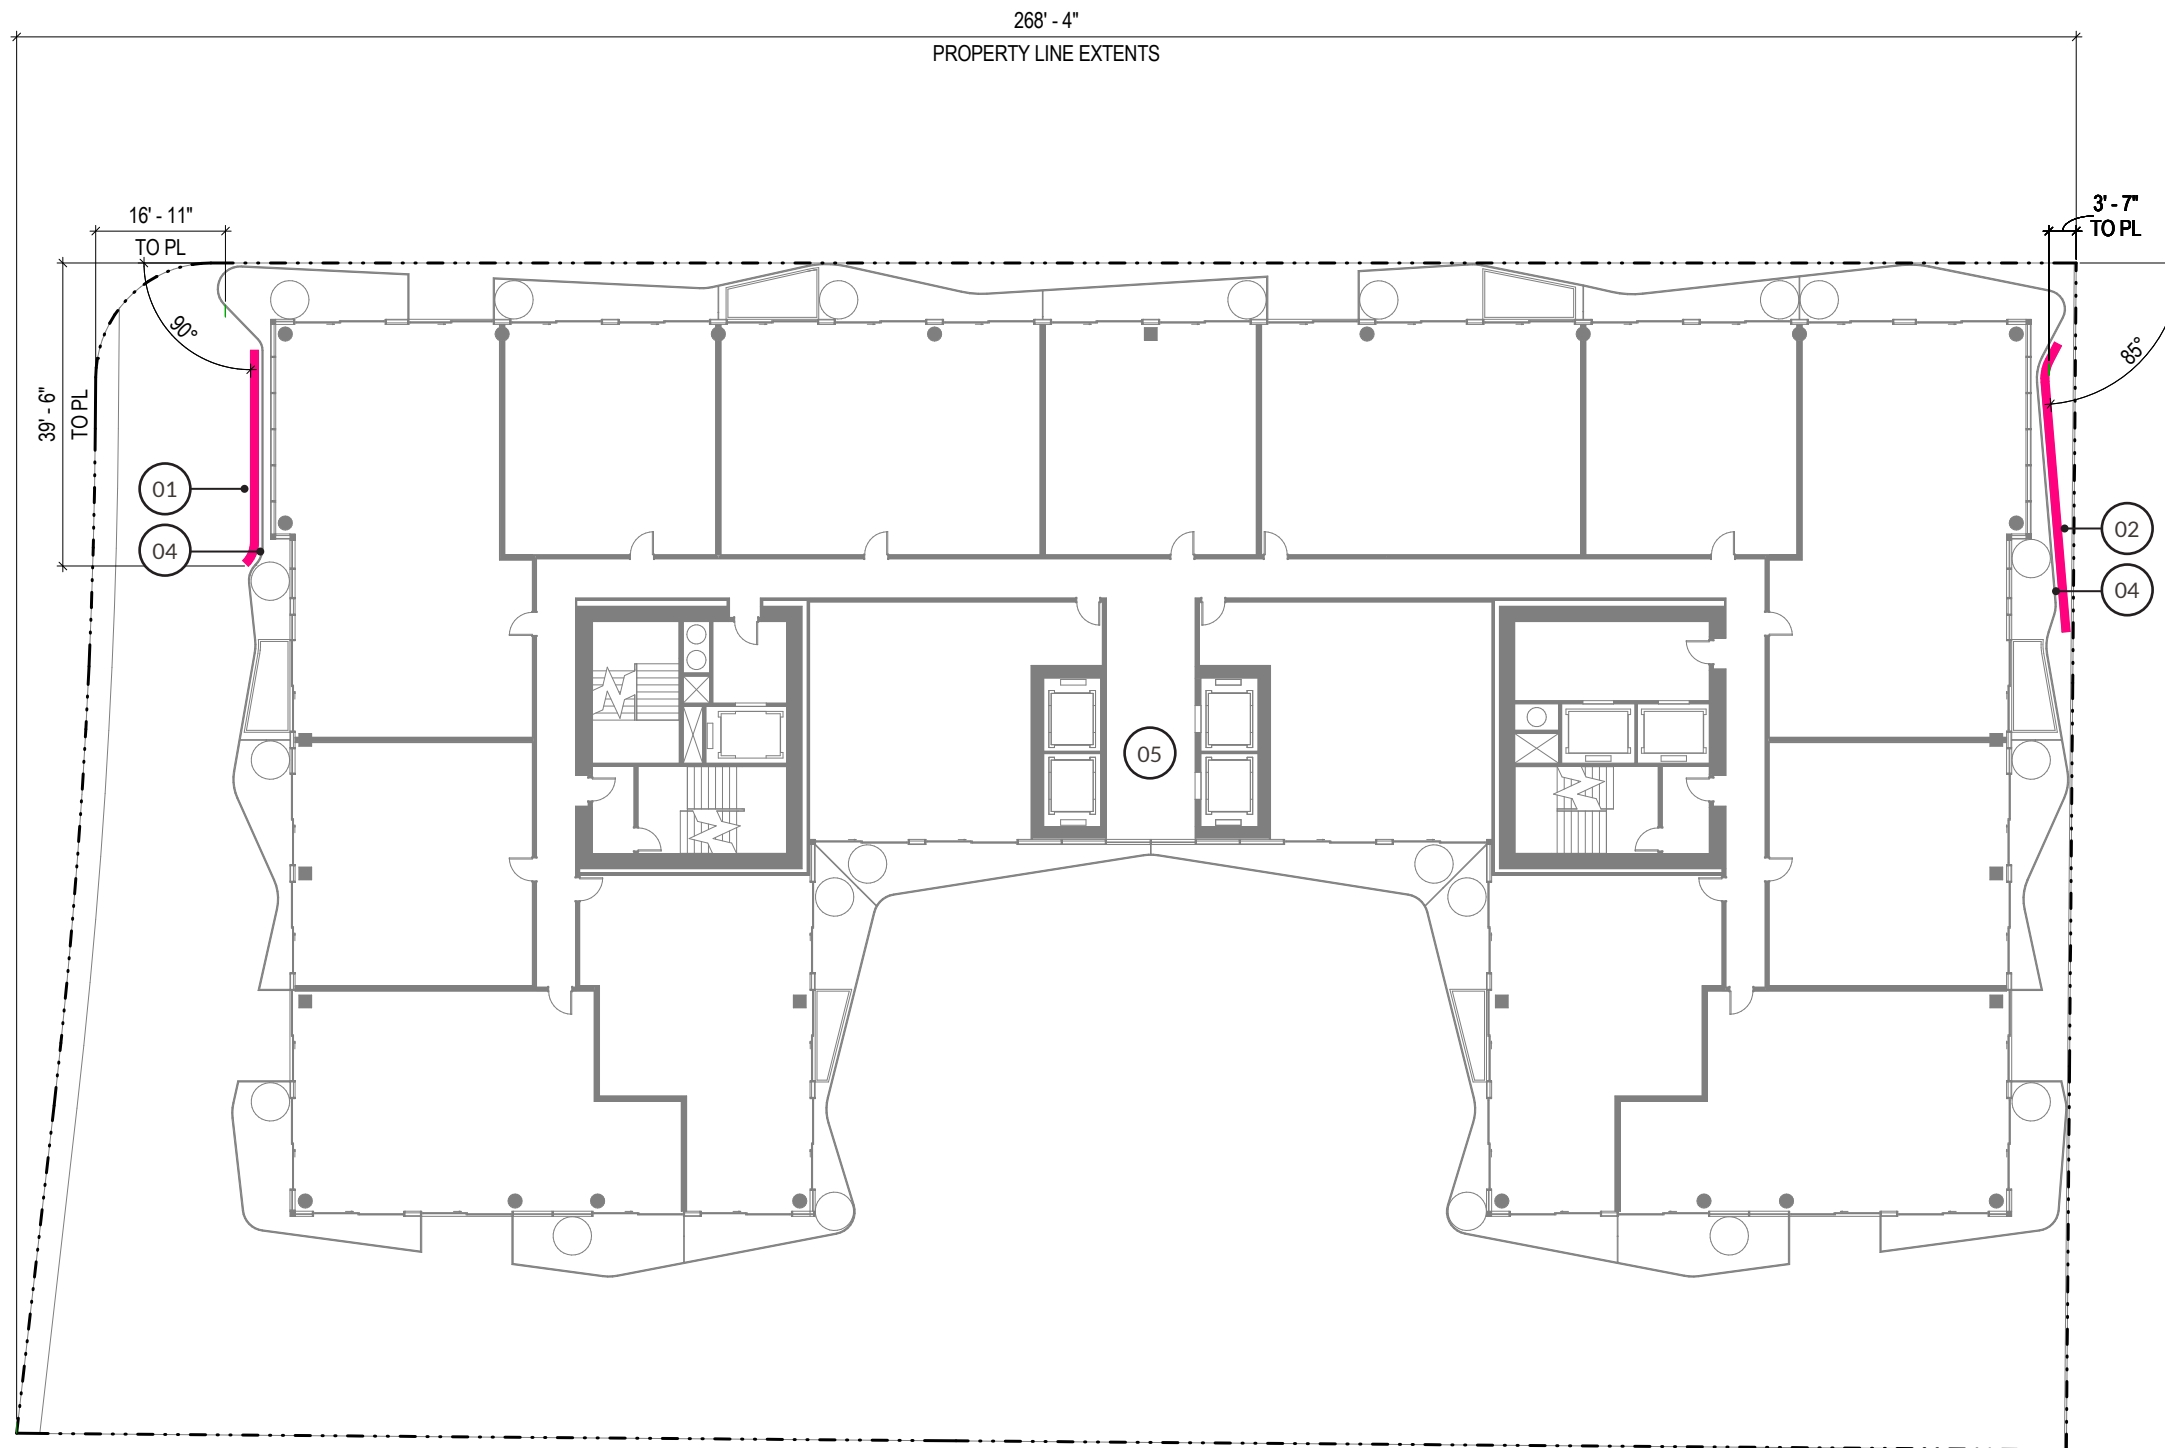 268' - 4"
PROPERTY LINE EXTENTS
16' - 11"
TO PL
3' - 7"
TO PL
90°
85°
39' - 6"
TO PL
01
04
02
04
05